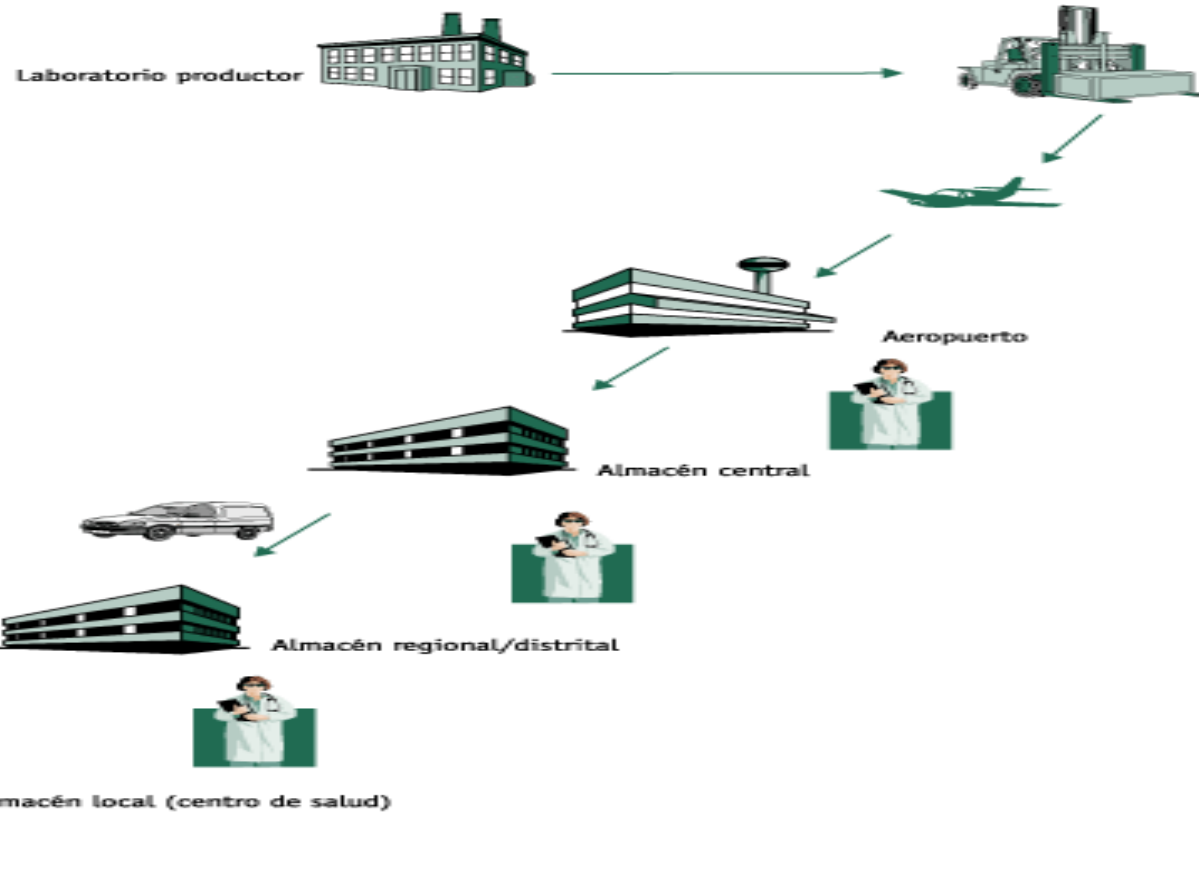 Laboratorio productor
Aeropuerto
Almacén central
Almacén regional/distrital
macén local (centro de salud)